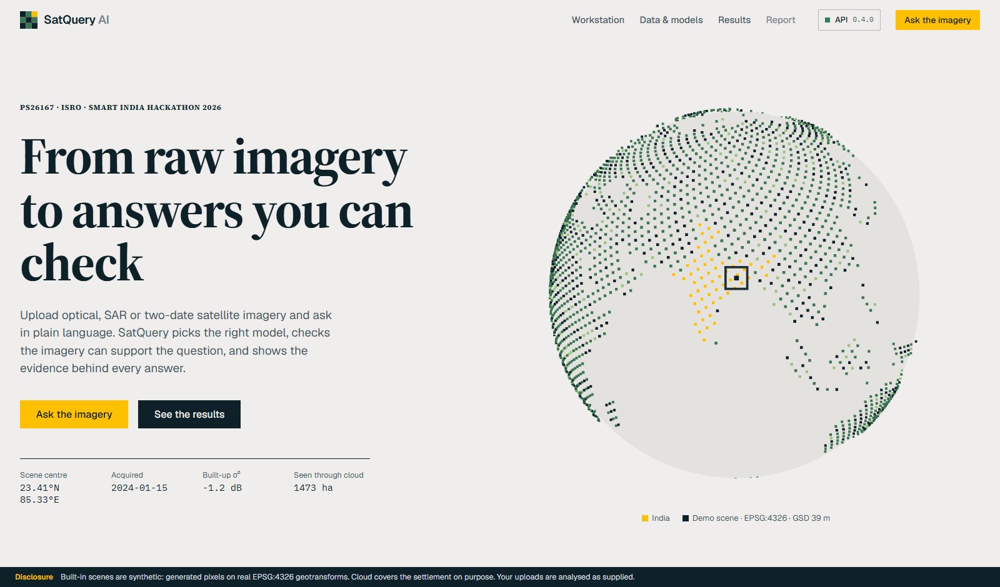 SatQuery AI
Workstation
Data & models
Results
Report
API 0.4.0
Ask the imagery
PS26167 · ISRO · SMART INDIA HACKATHON 2026
From raw imagery
to answers you can
check
Upload optical, SAR or two-date satellite imagery and ask
in plain language. SatQuery picks the right model, checks
the imagery can support the question, and shows the
evidence behind every answer.
Ask the imagery
See the results
Scene centre
23.41°N
85.33°E
Acquired
2024-01-15
Built-up σ⁰
-1.2 dB
Seen through cloud
1473 ha
India
Demo scene · EPSG:4326 · GSD 39 m
Disclosure Built-in scenes are synthetic: generated pixels on real EPSG:4326 geotransforms. Cloud covers the settlement on purpose. Your uploads are analysed as supplied.